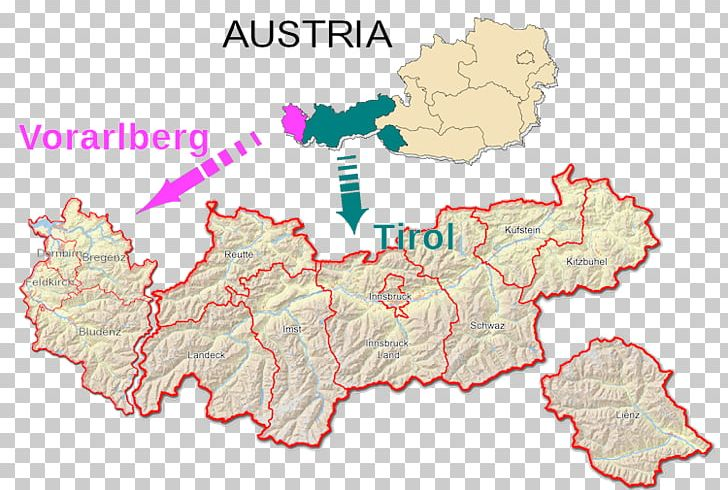 AUSTRIA
Vorarlberg
Tirol
Kufstein
Reutte
Dornbirn
Bregenz
Kitzbuhel
Feldkirch
Innsbruck
Bludenz
Imst
Schwaz
Landeck
Innsbruck
Land
Lienz